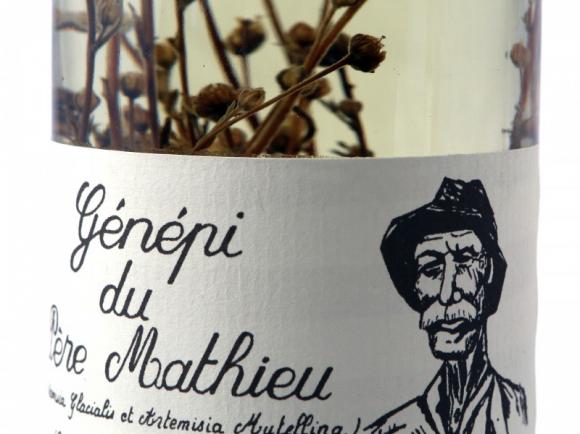 Génépi
du
Père Mathieu
Glacialis et Artemisia Mutellina)